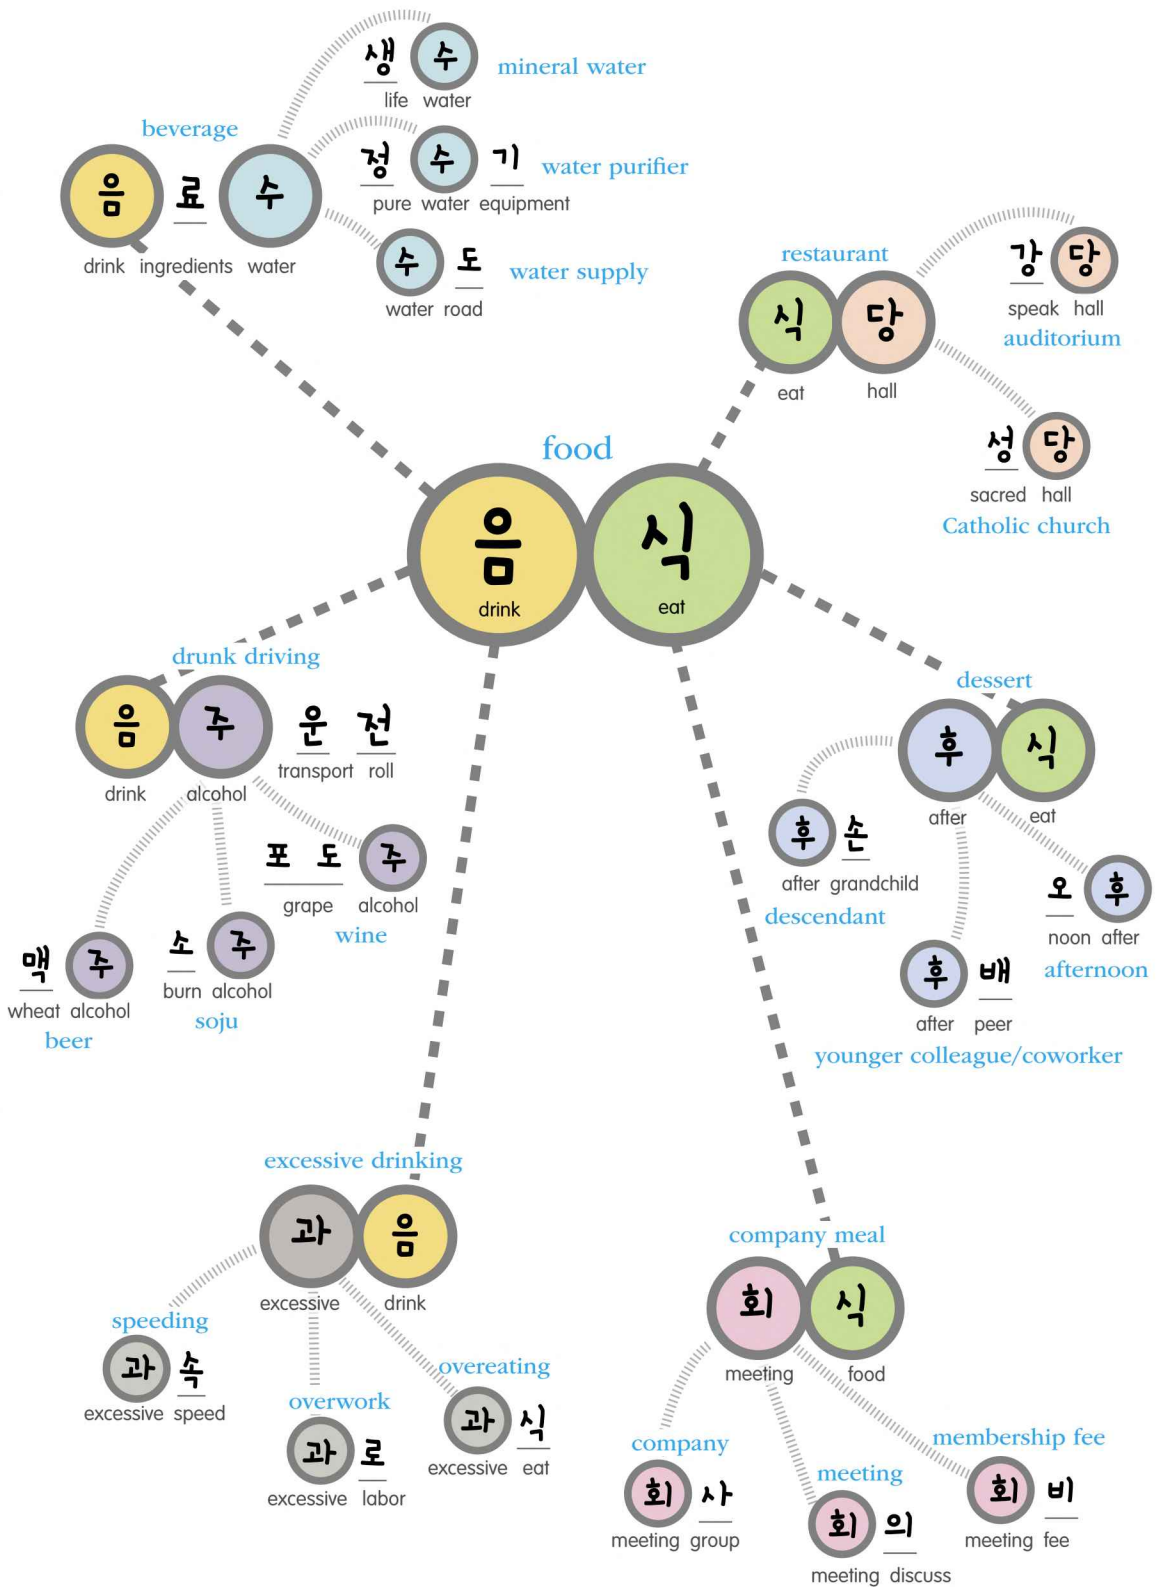 생 수 mineral water
life water
beverage
음 료 수
drink ingredients water
정 수 기 water purifier
pure water equipment
수 도 water supply
water road
restaurant
식 당
eat hall
강 당
speak hall
auditorium
성 당
sacred hall
Catholic church
food
음 식
drink eat
drunk driving
음 주 운 전
drink alcohol transport roll
포 도 주
grape alcohol
wine
맥 주
wheat alcohol
beer
소 주
burn alcohol
soju
dessert
후 식
after eat
후 손
after grandchild
descendant
오 후
noon after
afternoon
후 배
after peer
younger colleague/coworker
excessive drinking
과 음
excessive drink
speeding
과 속
excessive speed
overwork
과 로
excessive labor
overeating
과 식
excessive eat
company meal
회 식
meeting food
company
회 사
meeting group
meeting
회 의
meeting discuss
membership fee
회 비
meeting fee